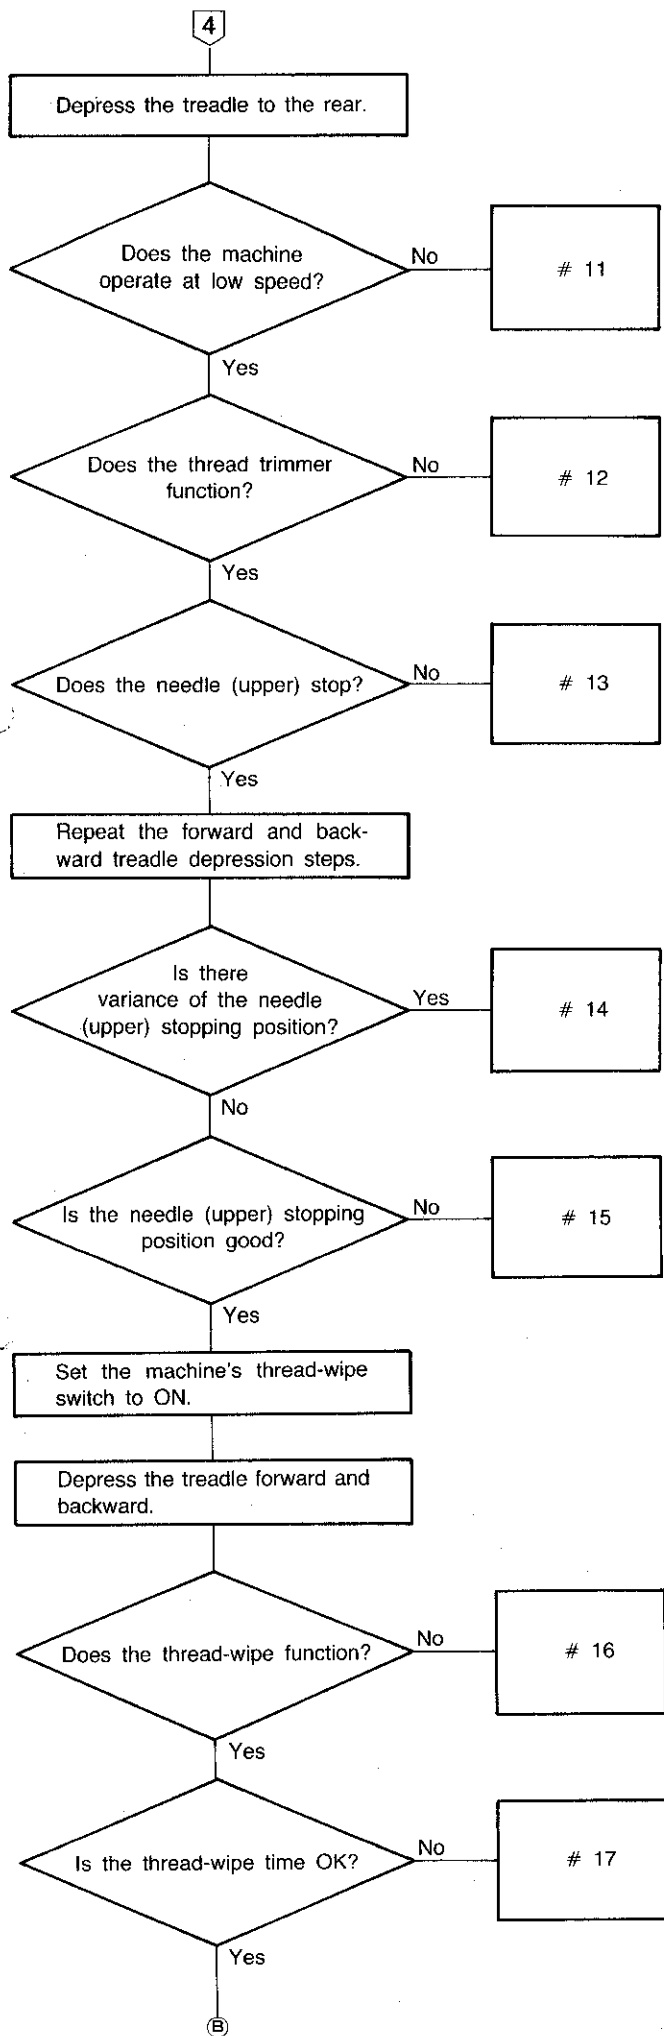 4
Depress the treadle to the rear.
Does the machine
operate at low speed?
No
# 11
Yes
Does the thread trimmer
function?
No
# 12
Yes
Does the needle (upper) stop?
No
# 13
Yes
Repeat the forward and back-
ward treadle depression steps.
Is there
variance of the needle
(upper) stopping position?
Yes
# 14
No
Is the needle (upper) stopping
position good?
No
# 15
Yes
Set the machine's thread-wipe
switch to ON.
Depress the treadle forward and
backward.
Does the thread-wipe function?
No
# 16
Yes
Is the thread-wipe time OK?
No
# 17
Yes
B